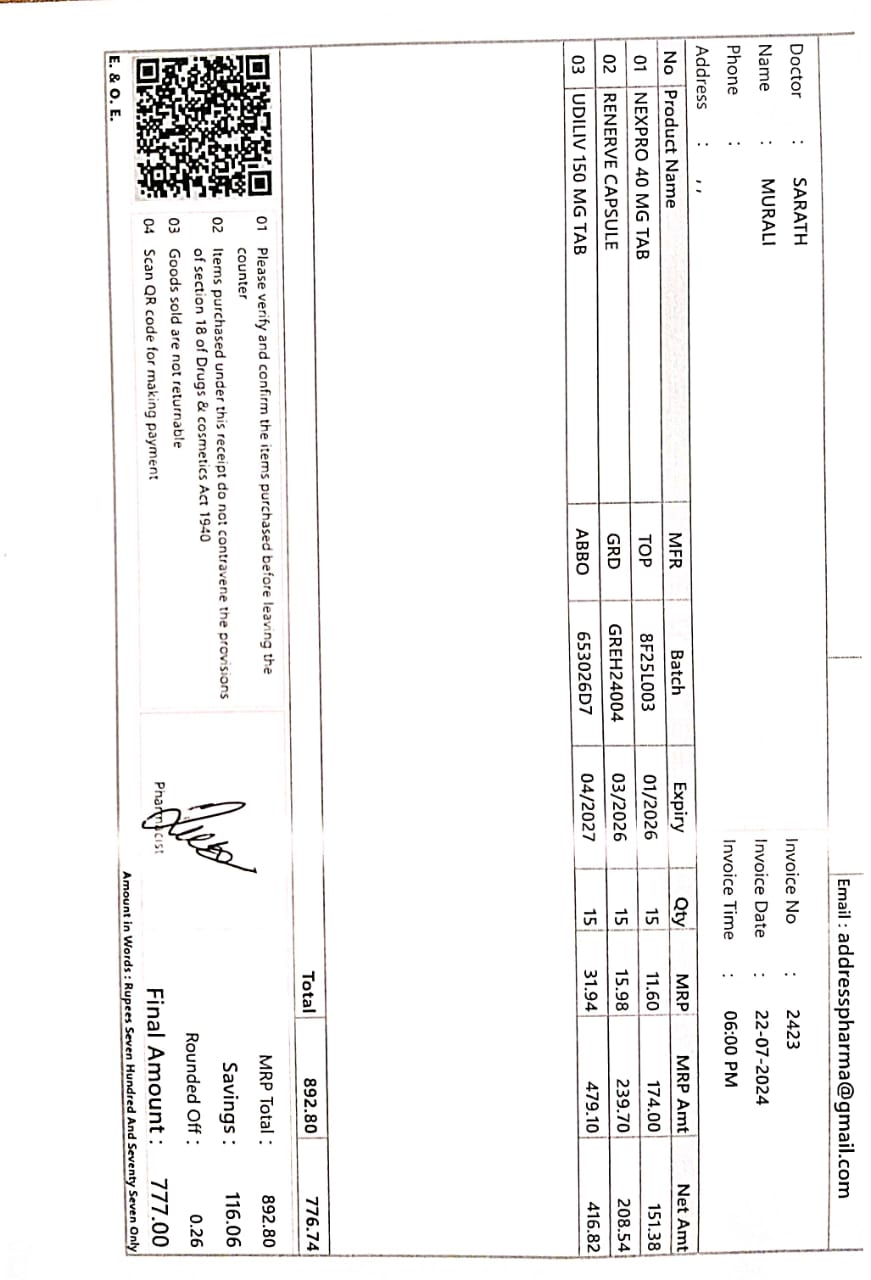 Email : addresspharma@gmail.com
Doctor : SARATH
Name : MURALI
Phone :
Address : , ,
Invoice No : 2423
Invoice Date : 22-07-2024
Invoice Time : 06:00 PM
No Product Name MFR Batch Expiry Qty MRP MRP Amt Net Amt
01 NEXPRO 40 MG TAB TOP 8F25L003 01/2026 15 11.60 174.00 151.38
02 RENERVE CAPSULE GRD GREH24004 03/2026 15 15.98 239.70 208.54
03 UDILIV 150 MG TAB ABBO 653026D7 04/2027 15 31.94 479.10 416.82
Total 892.80 776.74
01 Please verify and confirm the items purchased before leaving the
counter
02 Items purchased under this receipt do not contravene the provisions
of section 18 of Drugs & cosmetics Act 1940
03 Goods sold are not returnable
04 Scan QR code for making payment
E. & O. E.
Pharmacist
MRP Total : 892.80
Savings : 116.06
Rounded Off : 0.26
Final Amount : 777.00
Amount in Words : Rupees Seven Hundred And Seventy Seven Only